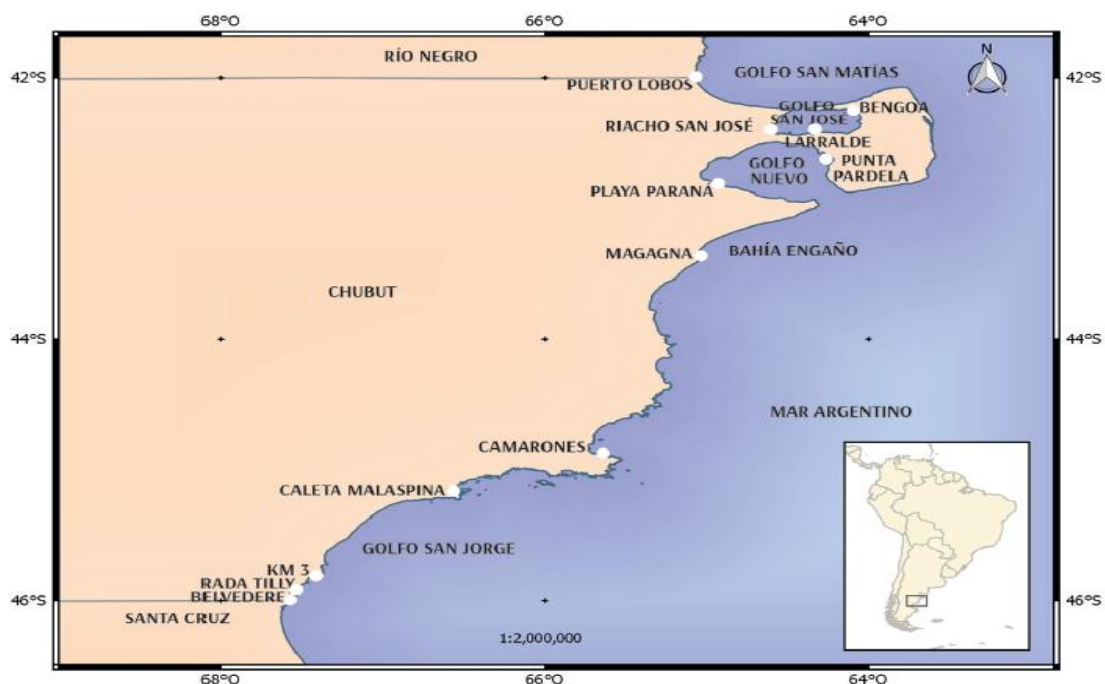 68°O 66°O 64°O
RÍO NEGRO
N
42°S
42°S
GOLFO SAN MATÍAS
PUERTO LOBOS
GOLFO
SAN JOSÉ
BENGOA
RIACHO SAN JOSÉ
LARRALDE
GOLFO
NUEVO
PUNTA
PARDELA
PLAYA PARANÁ
MAGAGNA
BAHÍA ENGAÑO
CHUBUT
44°S
44°S
MAR ARGENTINO
CAMARONES
CALETA MALASPINA
GOLFO SAN JORGE
KM 3
RADA TILLY
BELVEDERE
46°S
46°S
SANTA CRUZ
1:2,000,000
68°O 66°O 64°O